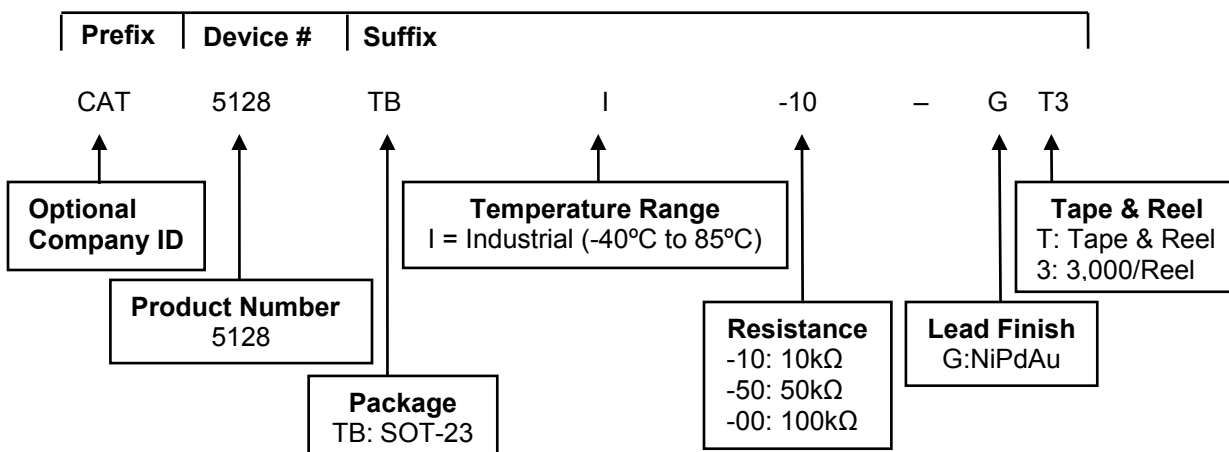 Prefix Device # Suffix
CAT 5128 TB I -10 – G T3
Optional
Company ID
Product Number
5128
Package
TB: SOT-23
Temperature Range
I = Industrial (-40ºC to 85ºC)
Resistance
-10: 10kΩ
-50: 50kΩ
-00: 100kΩ
Lead Finish
G:NiPdAu
Tape & Reel
T: Tape & Reel
3: 3,000/Reel